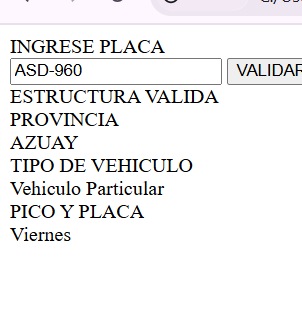 INGRESE PLACA
ASD-960 VALIDAR
ESTRUCTURA VALIDA
PROVINCIA
AZUAY
TIPO DE VEHICULO
Vehiculo Particular
PICO Y PLACA
Viernes